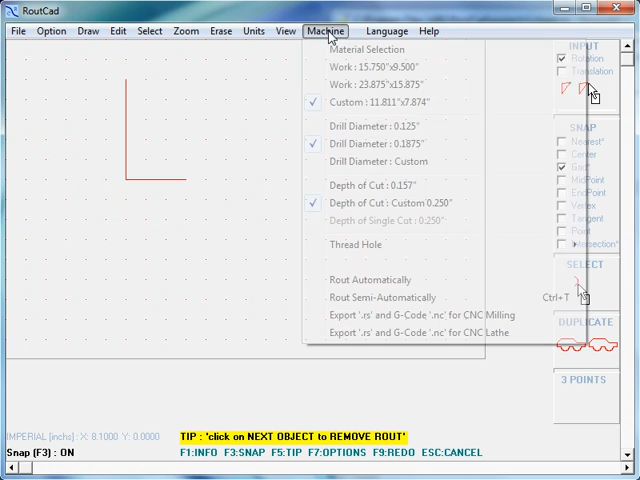 RoutCad
File Option Draw Edit Select Zoom Erase Units View Machine Language Help
Material Selection
Work : 15.750"x9.500"
Work : 23.875"x15.875"
Custom : 11.811"x7.874"
Drill Diameter : 0.125"
Drill Diameter : 0.1875"
Drill Diameter : Custom
Depth of Cut : 0.157"
Depth of Cut : Custom 0.250"
Depth of Single Cut : 0.250"
Thread Hole
Rout Automatically
Rout Semi-Automatically Ctrl+T
Export '.rs' and G-Code '.nc' for CNC Milling
Export '.rs' and G-Code '.nc' for CNC Lathe
INPUT
Rotation
Translation
SNAP
Nearest*
Center
Grid*
MidPoint
EndPoint
Vertex
Tangent
Point
Intersection*
SELECT
DUPLICATE
3 POINTS
IMPERIAL [inchs] : X: 8.1000 Y: 0.0000
TIP : 'click on NEXT OBJECT to REMOVE ROUT'
Snap (F3) : ON
F1:INFO F3:SNAP F5:TIP F7:OPTIONS F9:REDO ESC:CANCEL